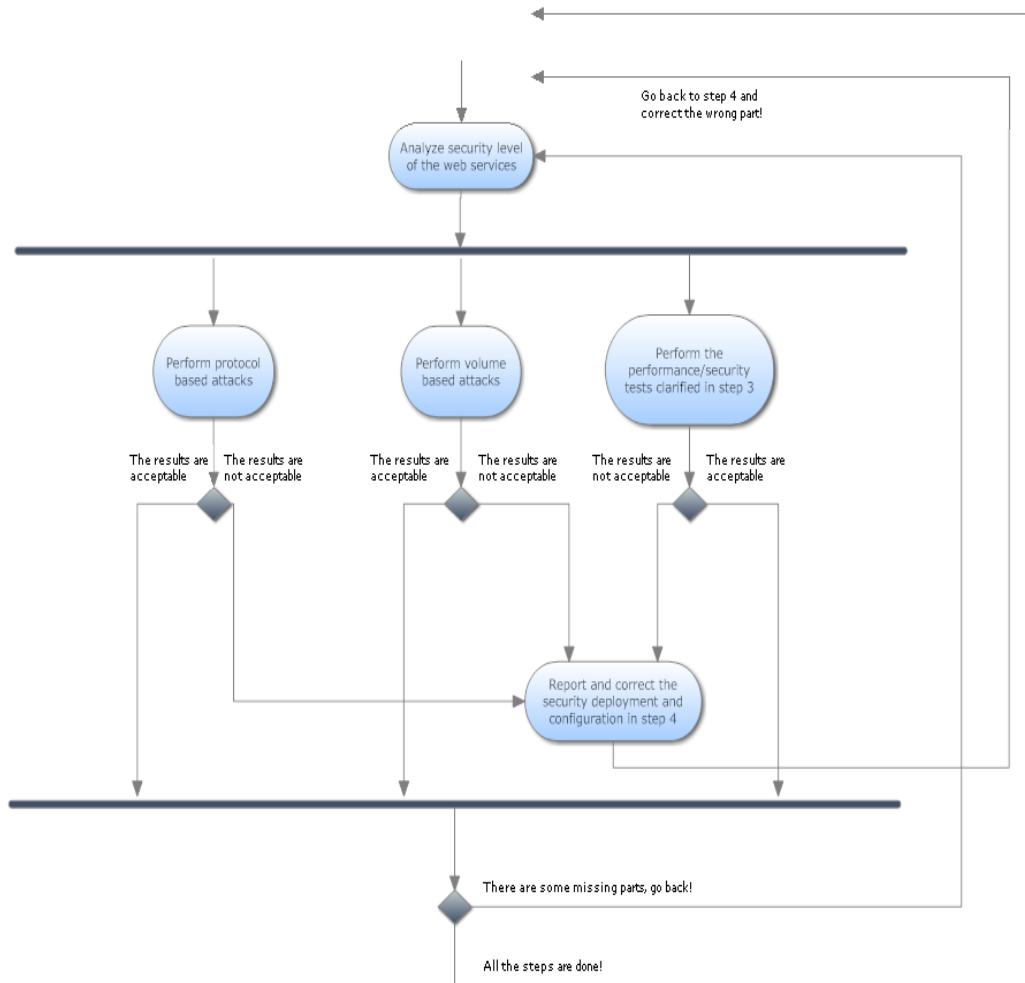 Go back to step 4 and
correct the wrong part!
Analyze security level
of the web services
Perform protocol
based attacks
Perform volume
based attacks
Perform the
performance/security
tests clarified in step 3
The results are
acceptable
The results are
not acceptable
The results are
acceptable
The results are
not acceptable
The results are
not acceptable
The results are
acceptable
Report and correct the
security deployment and
configuration in step 4
There are some missing parts, go back!
All the steps are done!